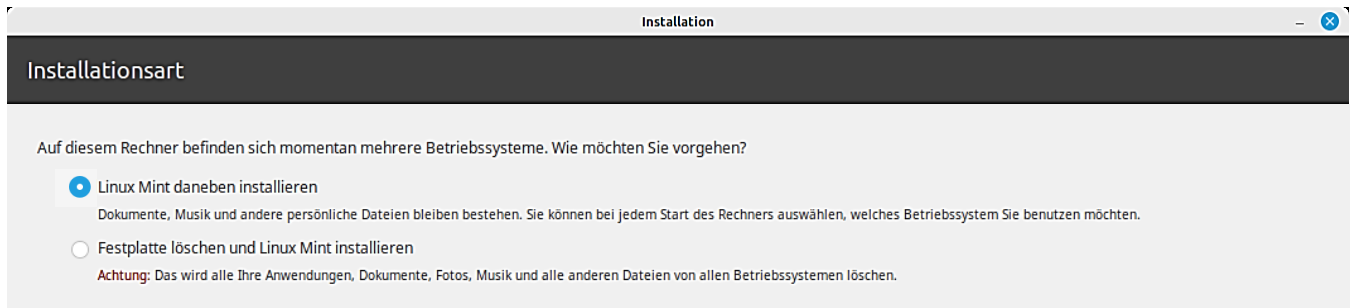 Installation
Installationsart
Auf diesem Rechner befinden sich momentan mehrere Betriebssysteme. Wie möchten Sie vorgehen?
Linux Mint daneben installieren
Dokumente, Musik und andere persönliche Dateien bleiben bestehen. Sie können bei jedem Start des Rechners auswählen, welches Betriebssystem Sie benutzen möchten.
Festplatte löschen und Linux Mint installieren
Achtung: Das wird alle Ihre Anwendungen, Dokumente, Fotos, Musik und alle anderen Dateien von allen Betriebssystemen löschen.